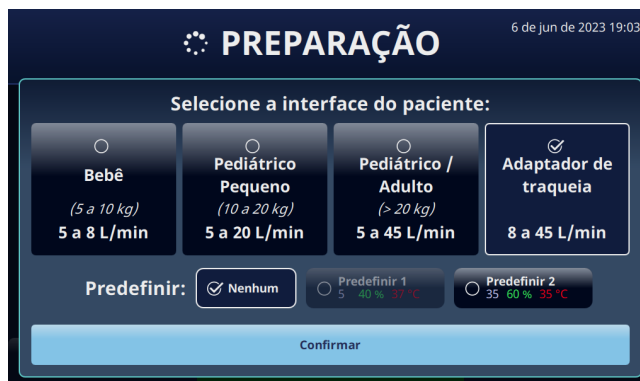 6 de jun de 2023 19:03
PREPARAÇÃO
Selecione a interface do paciente:
Bebê
(5 a 10 kg)
5 a 8 L/min
Pediátrico
Pequeno
(10 a 20 kg)
5 a 20 L/min
Pediátrico /
Adulto
(> 20 kg)
5 a 45 L/min
Adaptador de
traqueia
8 a 45 L/min
Predefinir:
Nenhum
Predefinir 1
5 40 % 37 °C
Predefinir 2
35 60 % 35 °C
Confirmar